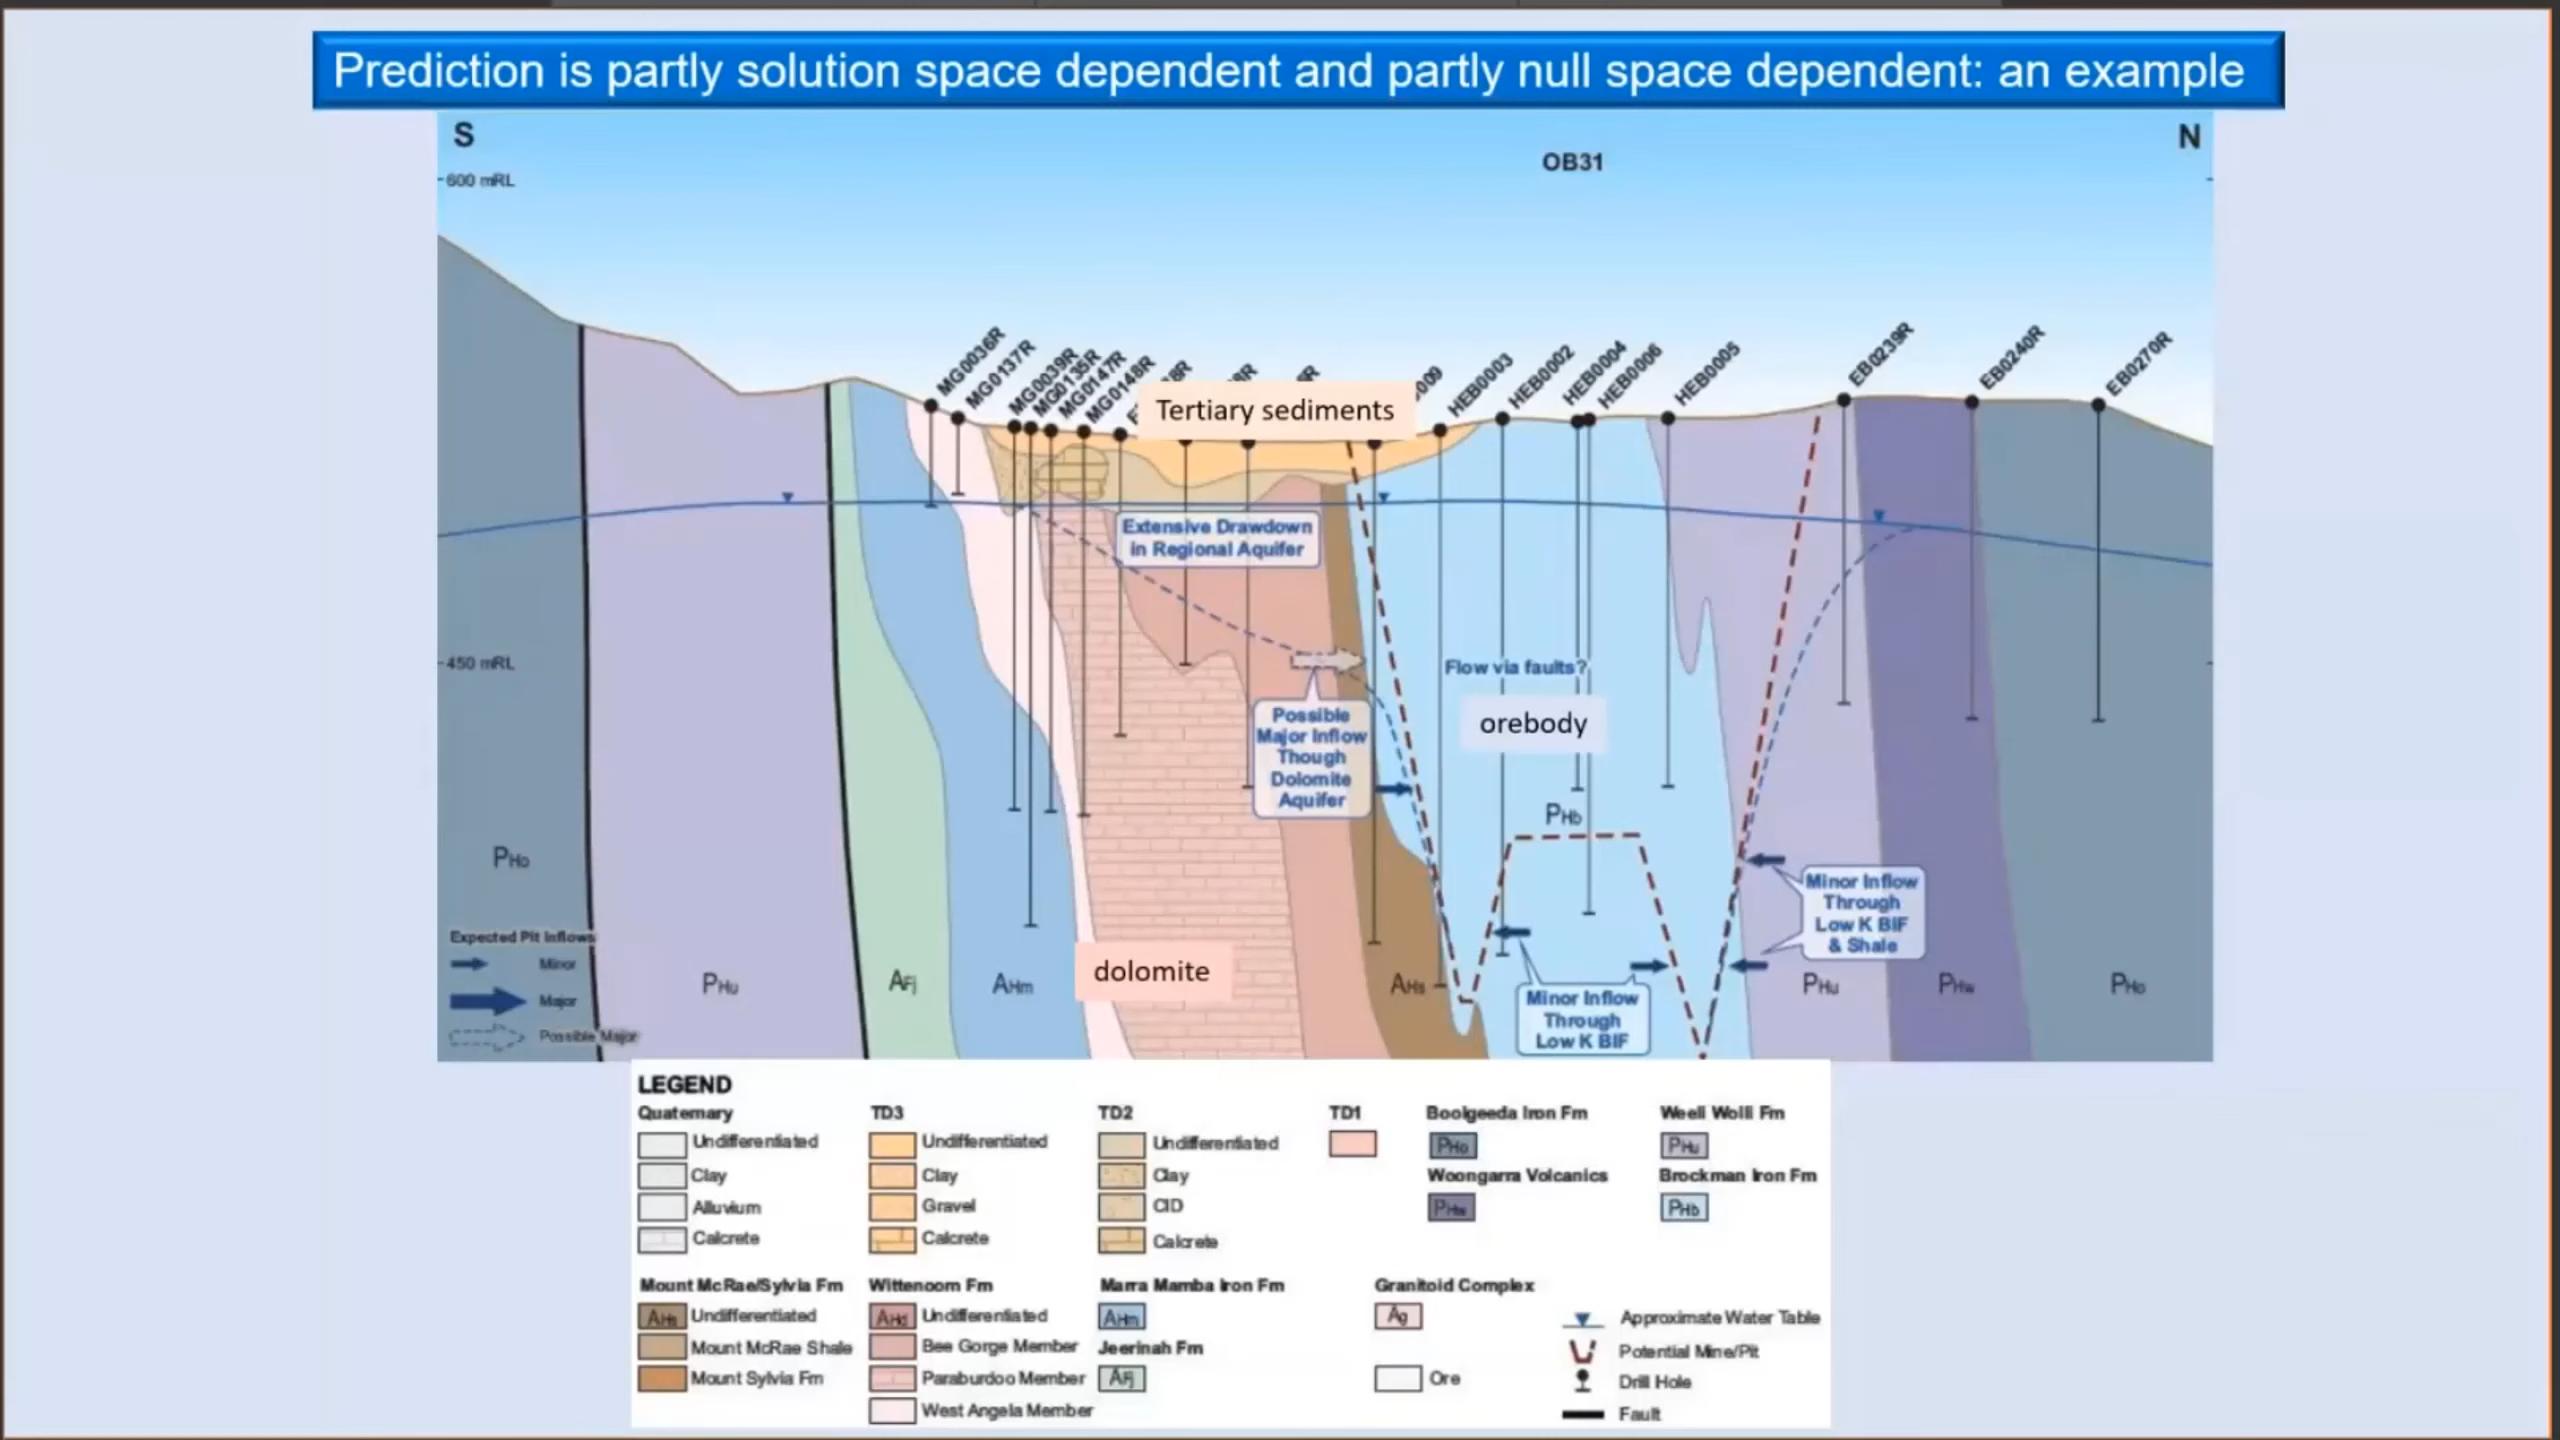 Prediction is partly solution space dependent and partly null space dependent: an example
S
N
OB31
600 mRL
MG0036R
MG0137R
MG0039R
MG0135R
MG0147R
MG0148R
HEB0003
HEB0002
HEB0004
HEB0006
HEB0005
EB0239R
EB0240R
EB0270R
Tertiary sediments
Extensive Drawdown
in Regional Aquifer
450 mRL
Flow via faults?
orebody
Possible
Major Inflow
Though
Dolomite
Aquifer
PHb
PHo
Minor Inflow
Through
Low K BIF
& Shale
Expected Pit Inflows
Minor
Major
Possible Major
PHu
AFj
AHm
dolomite
AHs
Minor Inflow
Through
Low K BIF
PHu
PHw
PHo
LEGEND
Quaternary
Undifferentiated
Clay
Alluvium
Calcrete
TD3
Undifferentiated
Clay
Gravel
Calcrete
TD2
Undifferentiated
Clay
CID
Calcrete
TD1
Boolgeeda Iron Fm
PHo
Woongarra Volcanics
PHw
Weeli Wolli Fm
PHu
Brockman Iron Fm
PHb
Mount McRae/Sylvia Fm
AHs Undifferentiated
Mount McRae Shale
Mount Sylvia Fm
Wittenoom Fm
AHd Undifferentiated
Bee Gorge Member
Paraburdoo Member
West Angela Member
Marra Mamba Iron Fm
AHm
Jeerinah Fm
AFj
Granitoid Complex
Ag
Ore
Approximate Water Table
Potential Mine/Pit
Drill Hole
Fault